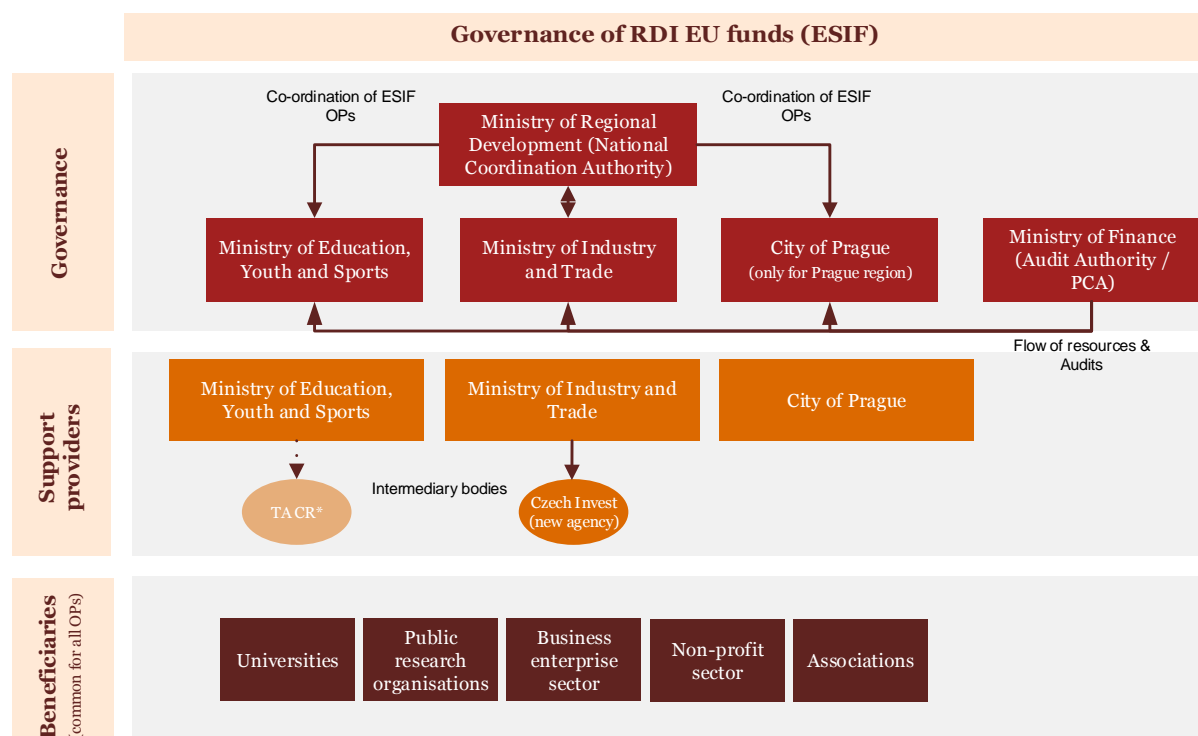 Governance of RDI EU funds (ESIF)
Governance
Co-ordination of ESIF
OPs
Co-ordination of ESIF
OPs
Ministry of Regional
Development (National
Coordination Authority)
Ministry of Education,
Youth and Sports
Ministry of Industry
and Trade
City of Prague
(only for Prague region)
Ministry of Finance
(Audit Authority /
PCA)
Flow of resources &
Audits
Support
providers
Ministry of Education,
Youth and Sports
Ministry of Industry and
Trade
City of Prague
Intermediary bodies
TACR*
Czech Invest
(new agency)
Beneficiaries
(common for all OPs)
Universities
Public
research
organisations
Business
enterprise
sector
Non-profit
sector
Associations